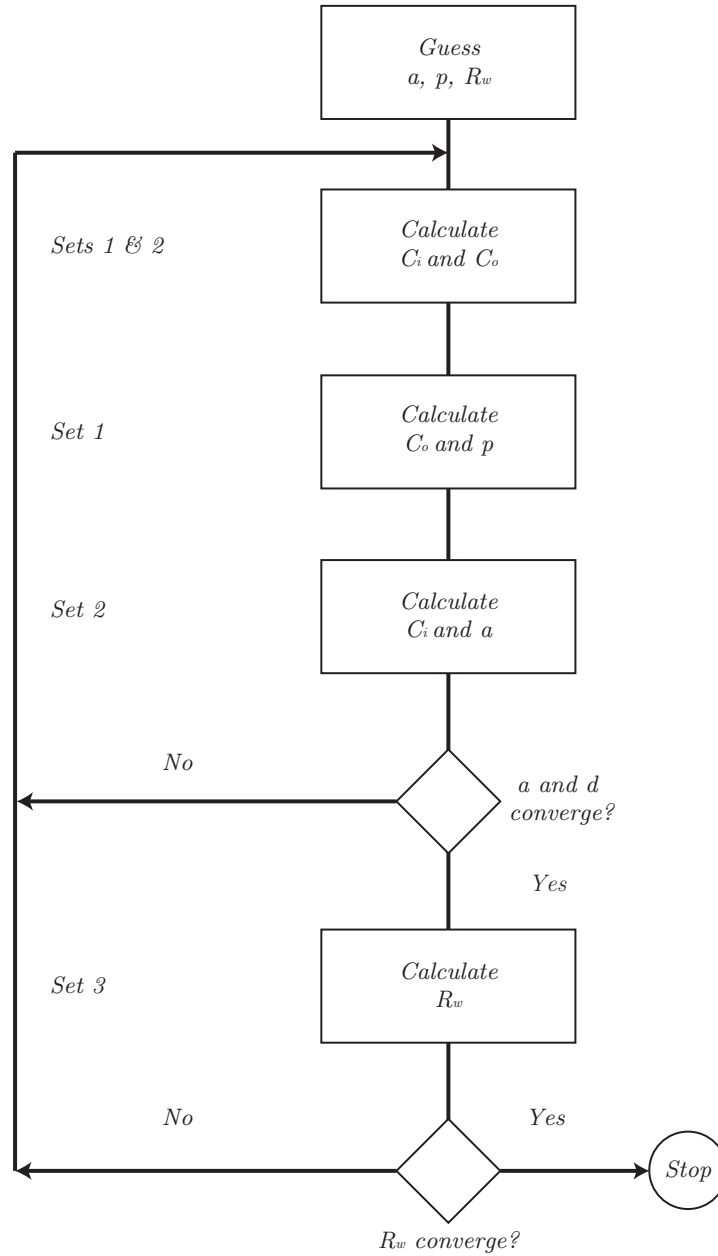 Guess
a, p, Rw
Sets 1 & 2
Calculate
Ci and Co
Set 1
Calculate
Co and p
Set 2
Calculate
Ci and a
No
a and d
converge?
Yes
Set 3
Calculate
Rw
No
Yes
Stop
Rw converge?